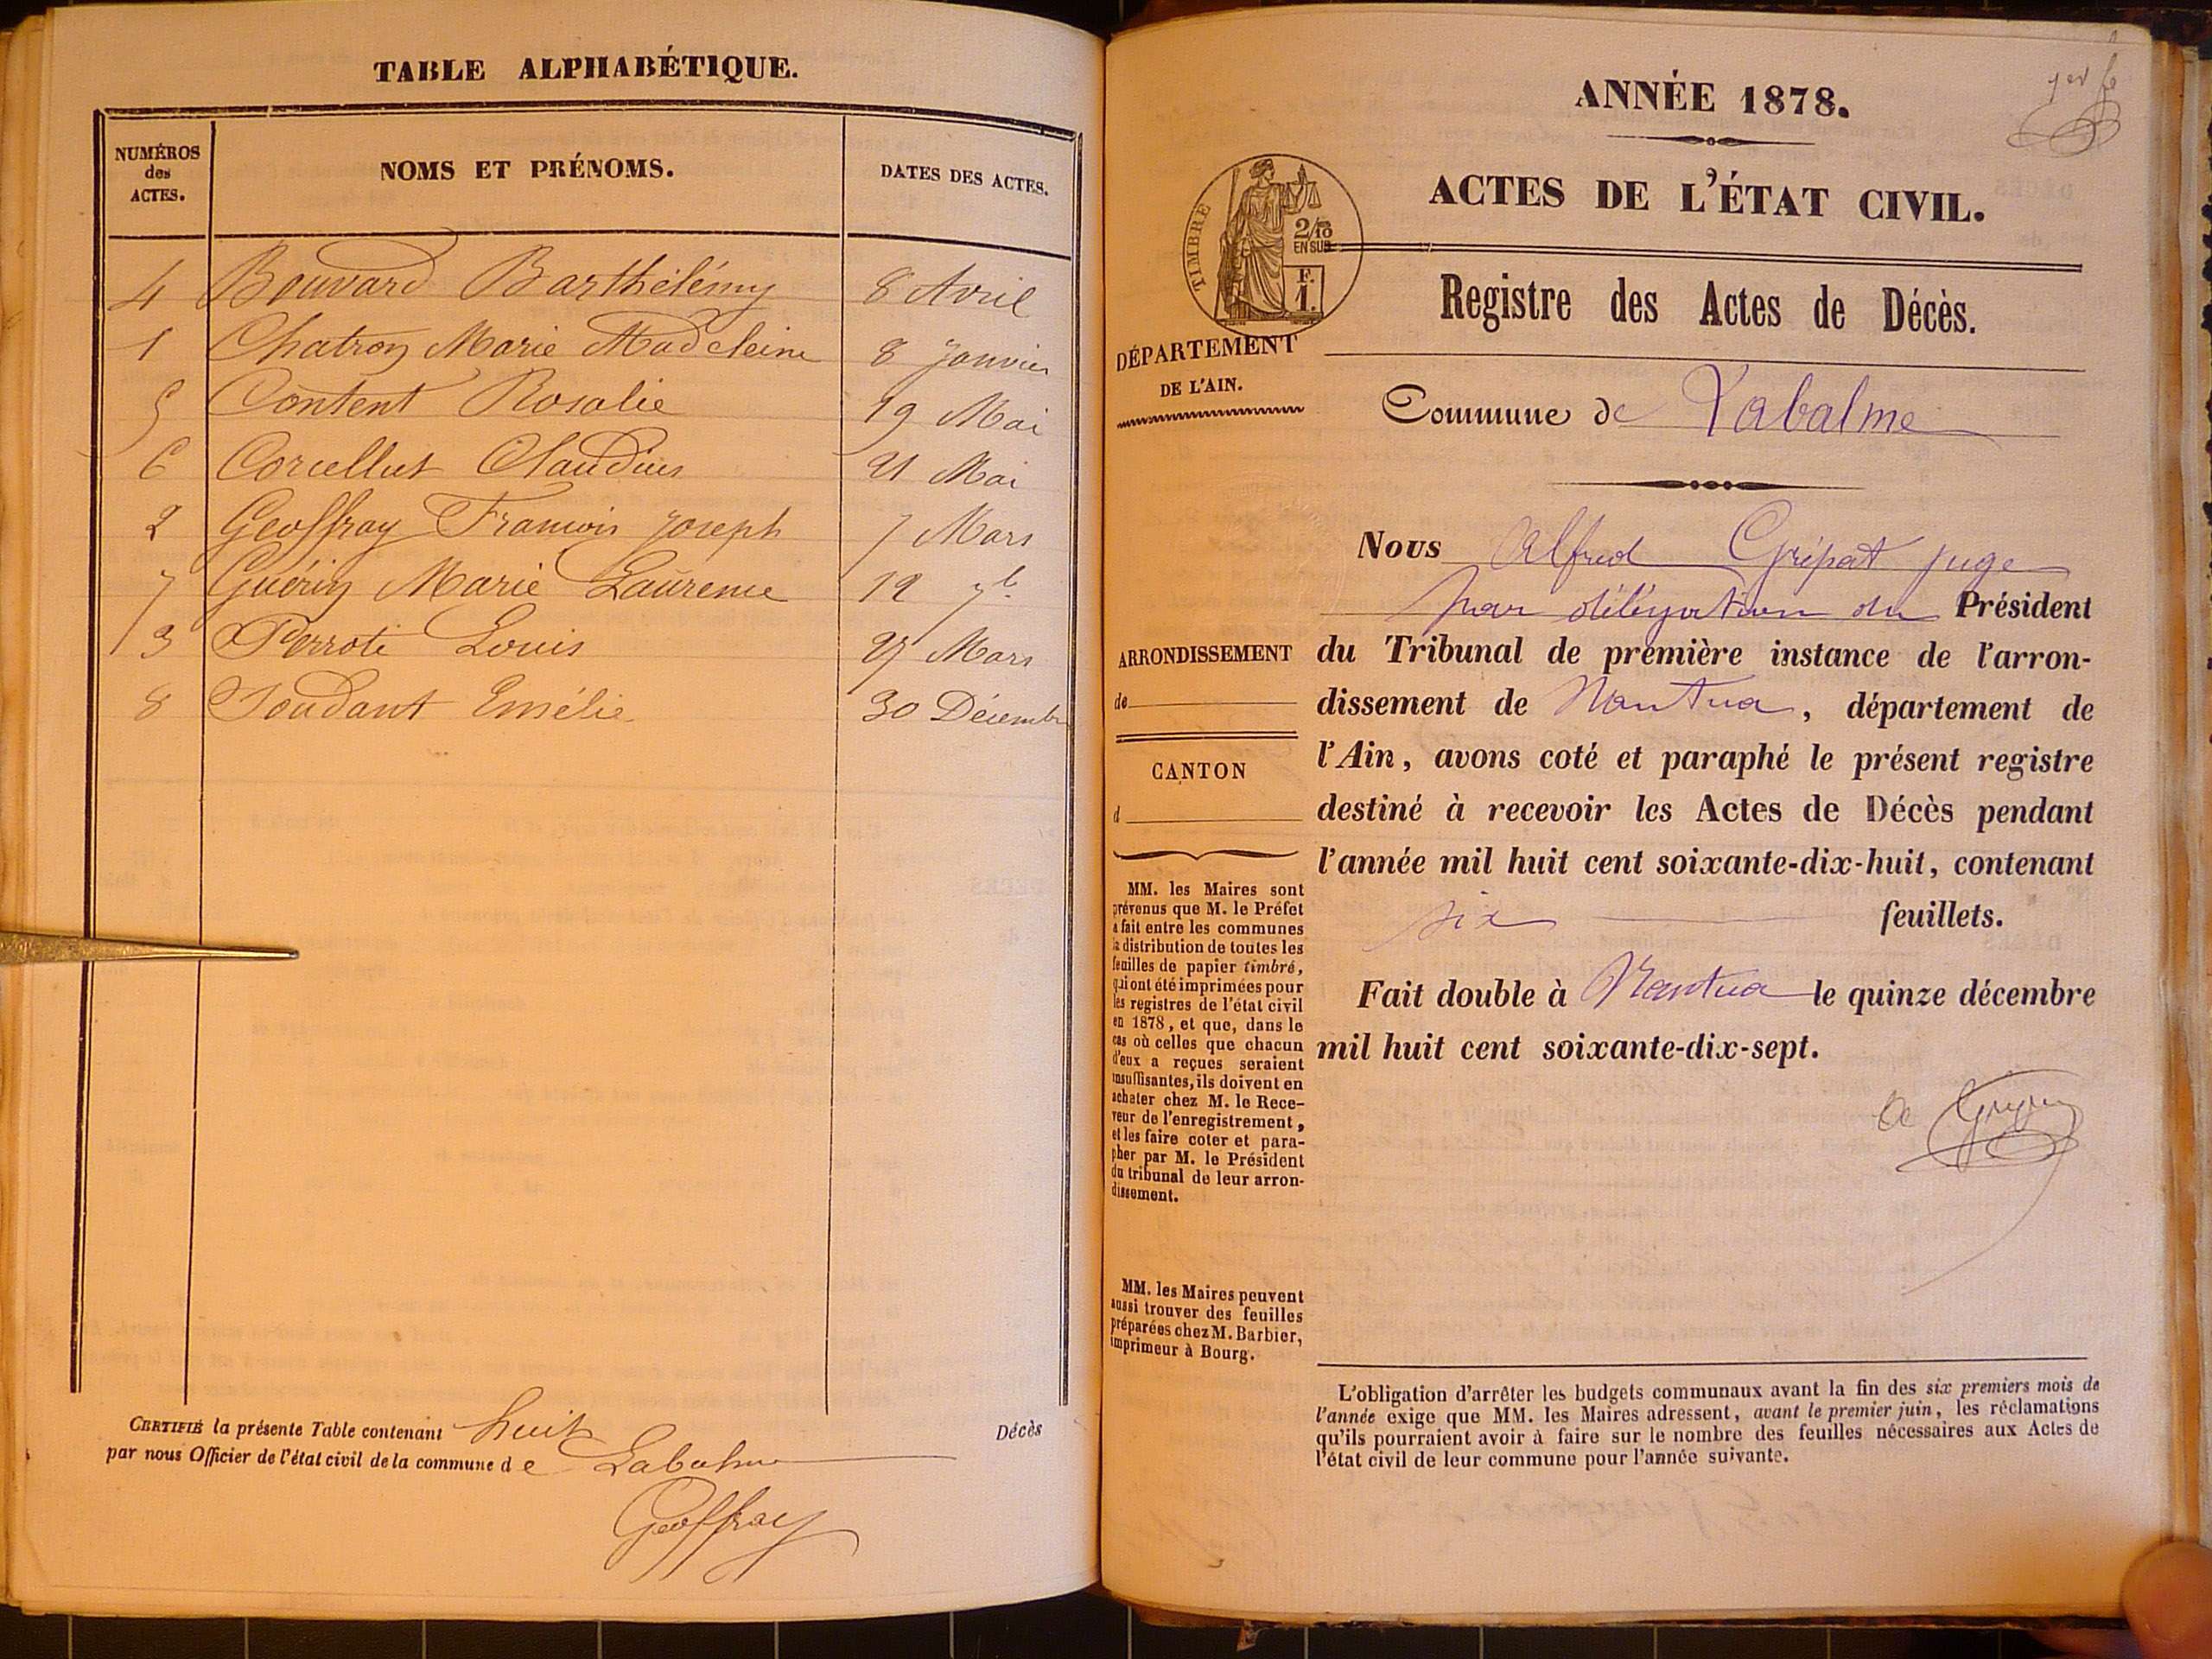 TABLE ALPHABÉTIQUE.
NUMÉROS des ACTES.
NOMS ET PRÉNOMS.
DATES DES ACTES.
4 Bouvard Barthélémy 8 Avril
1 Chatron Marie Madeleine 8 Janvier
5 Content Rosalie 19 Mai
6 Corcellut Claudius 21 Mai
2 Geoffray François Joseph 7 Mars
7 Guérin Marie Laurence 12 7b
3 Perrot Louis 27 Mars
8 Soudant Emélie 30 Décembre
CERTIFIÉ la présente Table contenant huit Décès
par nous Officier de l'état civil de la commune de Labalme
Geoffray
ANNÉE 1878.
ACTES DE L'ÉTAT CIVIL.
TIMBRE
2/10
EN SUS
F.
1.
Registre des Actes de Décès.
DÉPARTEMENT
DE L'AIN.
Commune de Labalme
Nous Alfred Gripat juge
par délégation du Président
ARRONDISSEMENT
de
CANTON
d
du Tribunal de première instance de l'arron-
dissement de Nantua, département de
l'Ain, avons coté et paraphé le présent registre
destiné à recevoir les Actes de Décès pendant
l'année mil huit cent soixante-dix-huit, contenant
six feuillets.
Fait double à Nantua le quinze décembre
mil huit cent soixante-dix-sept.
MM. les Maires sont
prévenus que M. le Préfet
a fait entre les communes
la distribution de toutes les
feuilles de papier timbré,
qui ont été imprimées pour
les registres de l'état civil
en 1878, et que, dans le
cas où celles que chacun
d'eux a reçues seraient
insuffisantes, ils doivent en
acheter chez M. le Rece-
veur de l'enregistrement,
et les faire coter et para-
pher par M. le Président
du tribunal de leur arron-
dissement.
MM. les Maires peuvent
aussi trouver des feuilles
préparées chez M. Barbier,
imprimeur à Bourg.
L'obligation d'arrêter les budgets communaux avant la fin des six premiers mois de
l'année exige que MM. les Maires adressent, avant le premier juin, les réclamations
qu'ils pourraient avoir à faire sur le nombre des feuilles nécessaires aux Actes de
l'état civil de leur commune pour l'année suivante.